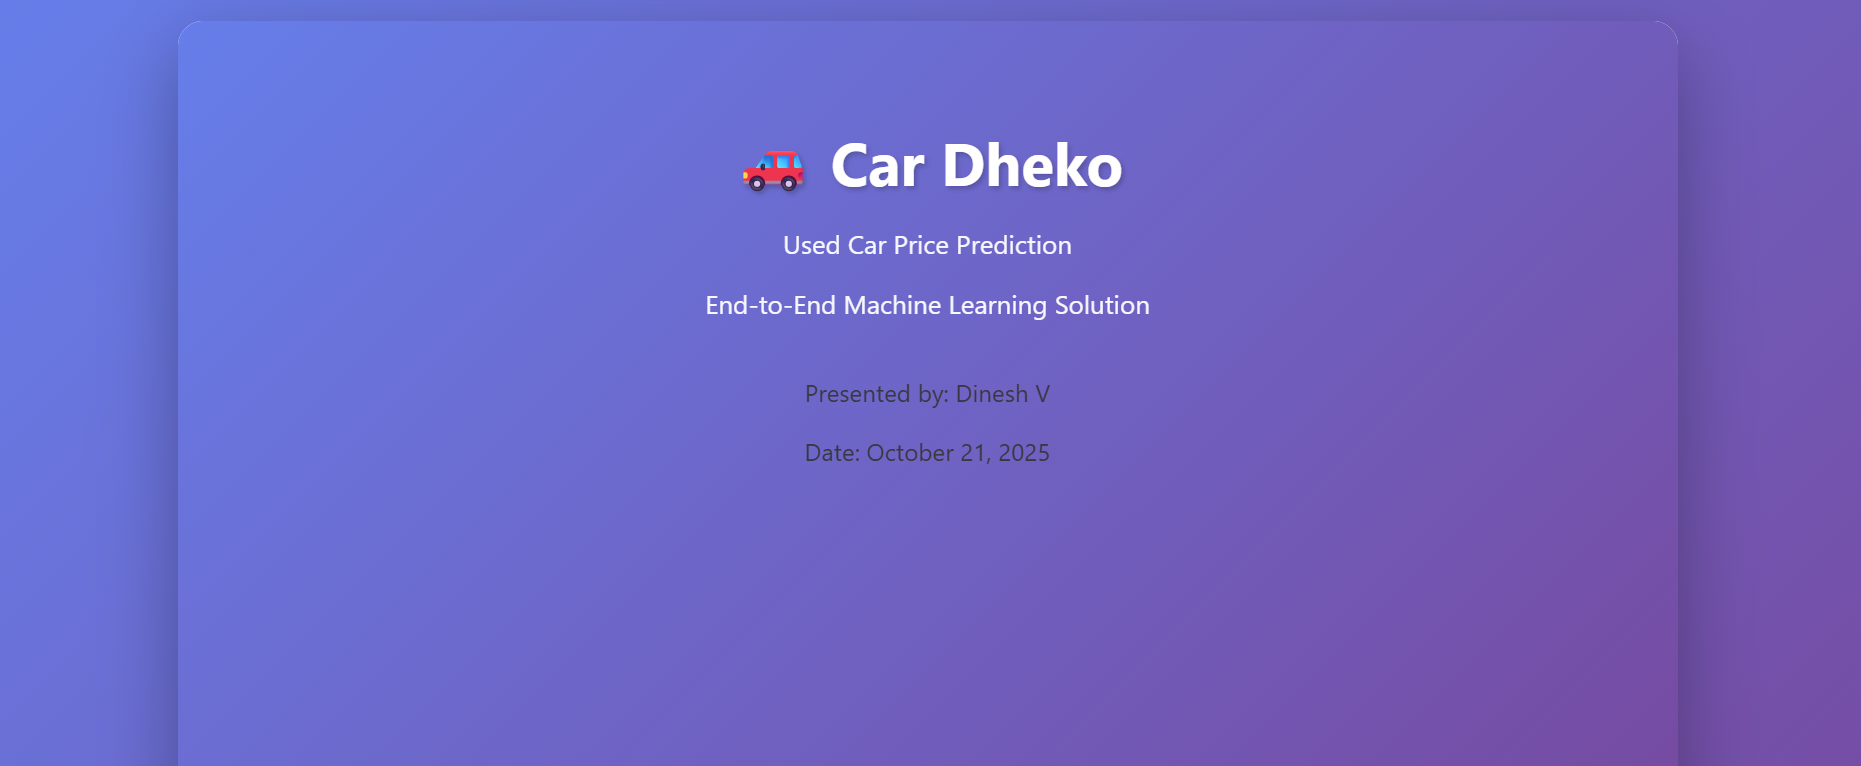 Car Dheko
Used Car Price Prediction
End-to-End Machine Learning Solution
Presented by: Dinesh V
Date: October 21, 2025